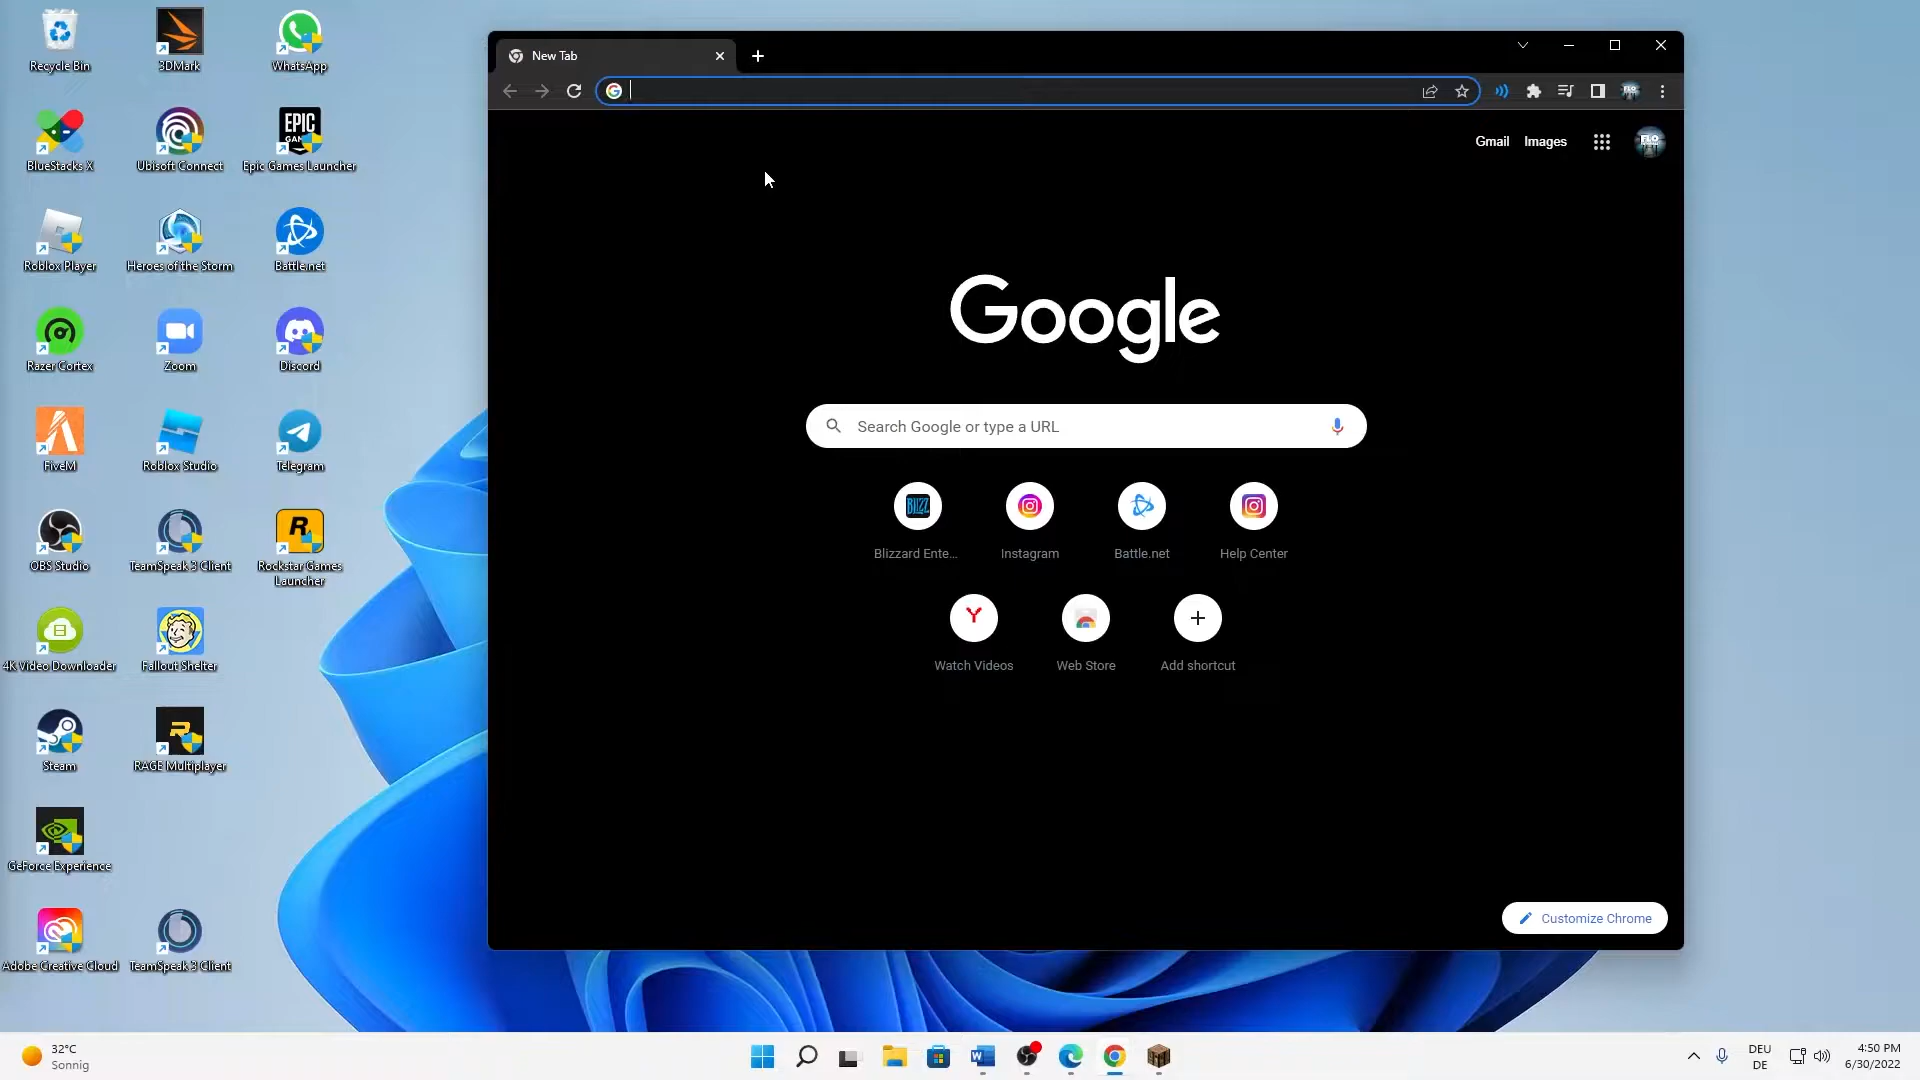 Recycle Bin
3DMark
WhatsApp
BlueStacks X
Ubisoft Connect
EPIC
GAMES
Epic Games Launcher
Roblox Player
Heroes of the Storm
Battle.net
Razer Cortex
Zoom
Discord
FiveM
Roblox Studio
Telegram
OBS Studio
TeamSpeak 3 Client
R
Rockstar Games
Launcher
4K Video Downloader
Fallout Shelter
Steam
RAGE Multiplayer
GeForce Experience
Adobe Creative Cloud
TeamSpeak 3 Client
New Tab
FLO
Gmail
Images
FLO
Google
Search Google or type a URL
BLIZZ
Blizzard Ente...
Instagram
Battle.net
Help Center
Y
Watch Videos
Web Store
Add shortcut
Customize Chrome
32°C
Sonnig
W
DEU
DE
4:50 PM
6/30/2022